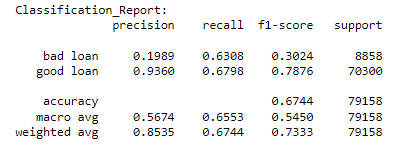 Classification_Report:
precision recall f1-score support
bad loan 0.1989 0.6308 0.3024 8858
good loan 0.9360 0.6798 0.7876 70300
accuracy 0.6744 79158
macro avg 0.5674 0.6553 0.5450 79158
weighted avg 0.8535 0.6744 0.7333 79158